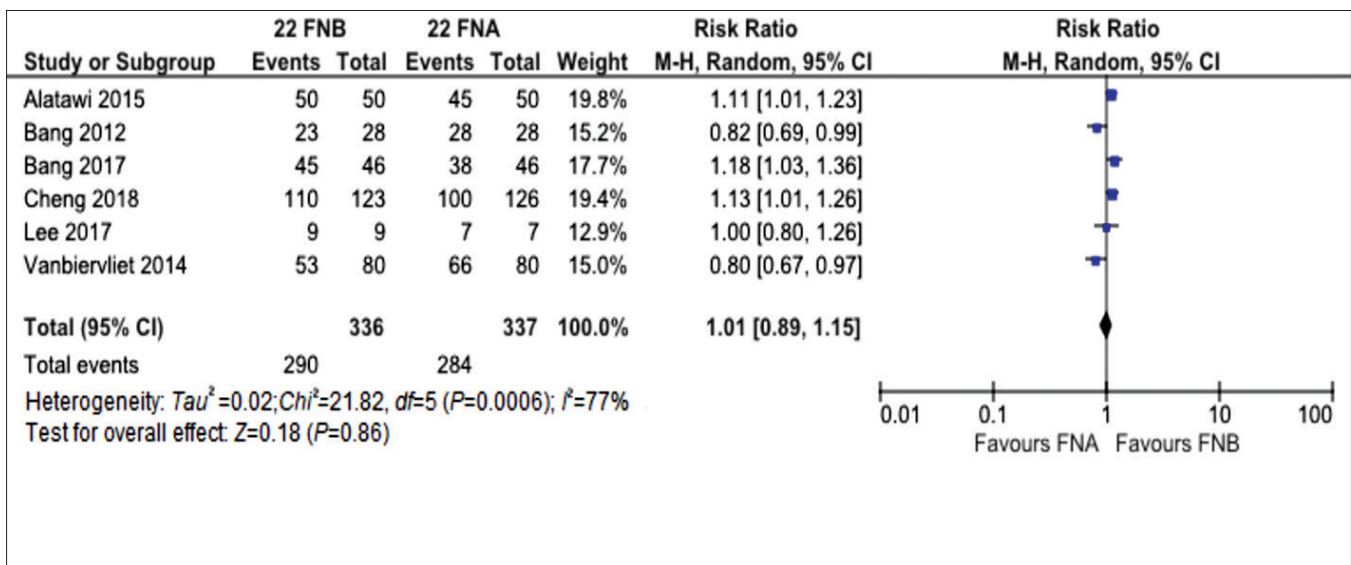 22 FNB 22 FNA Risk Ratio Risk Ratio
Study or Subgroup Events Total Events Total Weight M-H, Random, 95% CI M-H, Random, 95% CI
Alatawi 2015 50 50 45 50 19.8% 1.11 [1.01, 1.23]
Bang 2012 23 28 28 28 15.2% 0.82 [0.69, 0.99]
Bang 2017 45 46 38 46 17.7% 1.18 [1.03, 1.36]
Cheng 2018 110 123 100 126 19.4% 1.13 [1.01, 1.26]
Lee 2017 9 9 7 7 12.9% 1.00 [0.80, 1.26]
Vanbiervliet 2014 53 80 66 80 15.0% 0.80 [0.67, 0.97]
Total (95% CI) 336 337 100.0% 1.01 [0.89, 1.15]
Total events 290 284
Heterogeneity: Tau²=0.02;Chi²=21.82, df=5 (P=0.0006); I²=77%
Test for overall effect: Z=0.18 (P=0.86)
0.01 0.1 1 10 100
Favours FNA Favours FNB